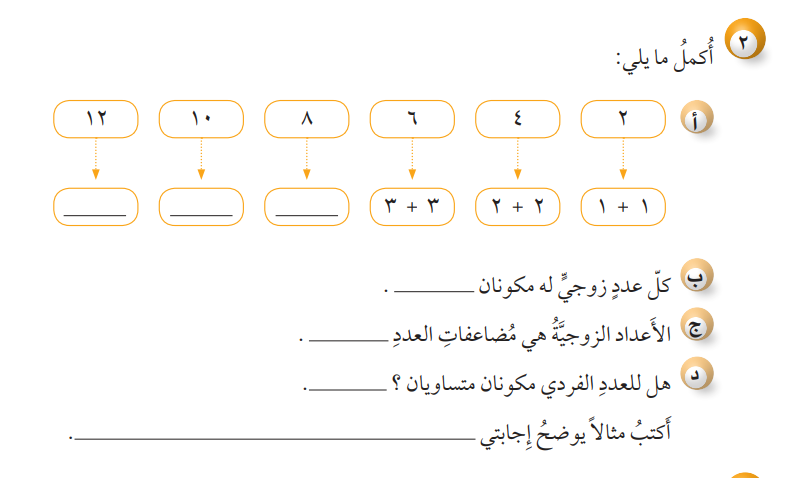 ٢ أُكملُ ما يلي:
أ ٢ ٤ ٦ ٨ ١٠ ١٢
١ + ١ ٢ + ٢ ٣ + ٣ ______ ______ ______
ب كلّ عددٍ زوجيٍّ له مكونان ________ .
ج الأَعداد الزوجيَّةُ هي مُضاعفاتِ العددِ ________ .
د هل للعددِ الفردي مكونان متساويان ؟ ________.
أَكتبُ مثالاً يوضحُ إِجابتي ________________________________________.